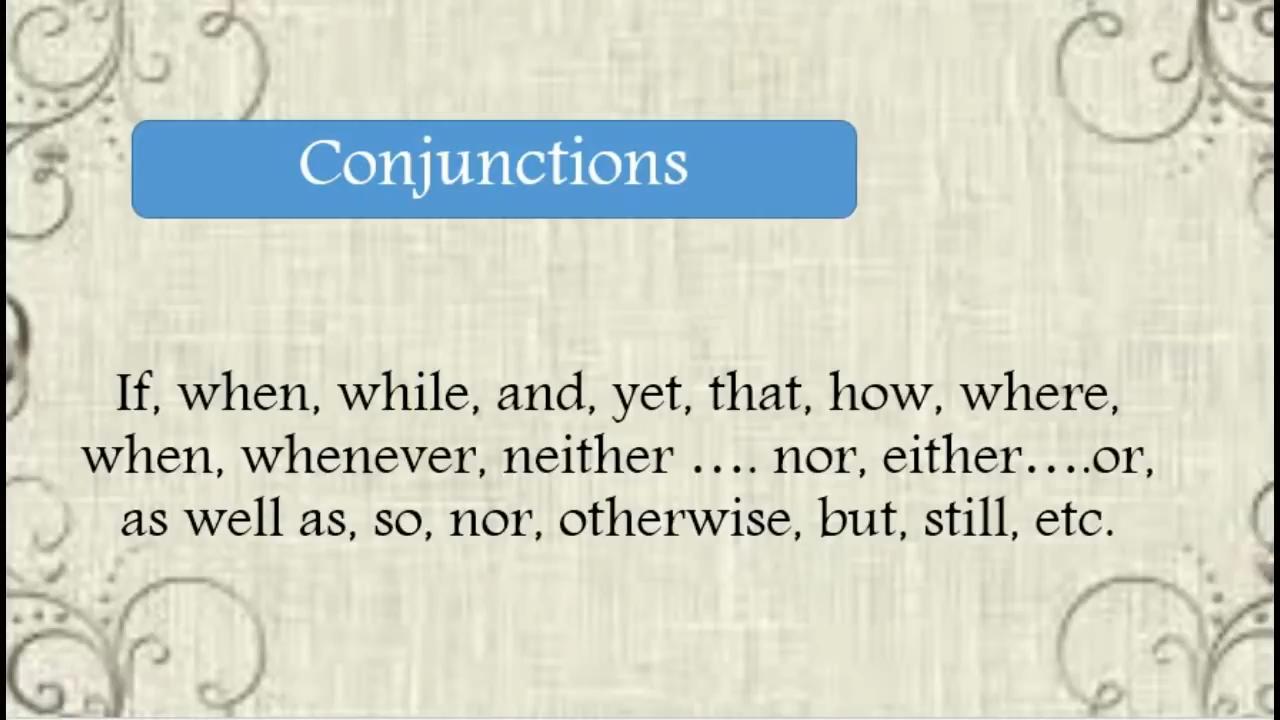 Conjunctions
If, when, while, and, yet, that, how, where,
when, whenever, neither .... nor, either....or,
as well as, so, nor, otherwise, but, still, etc.